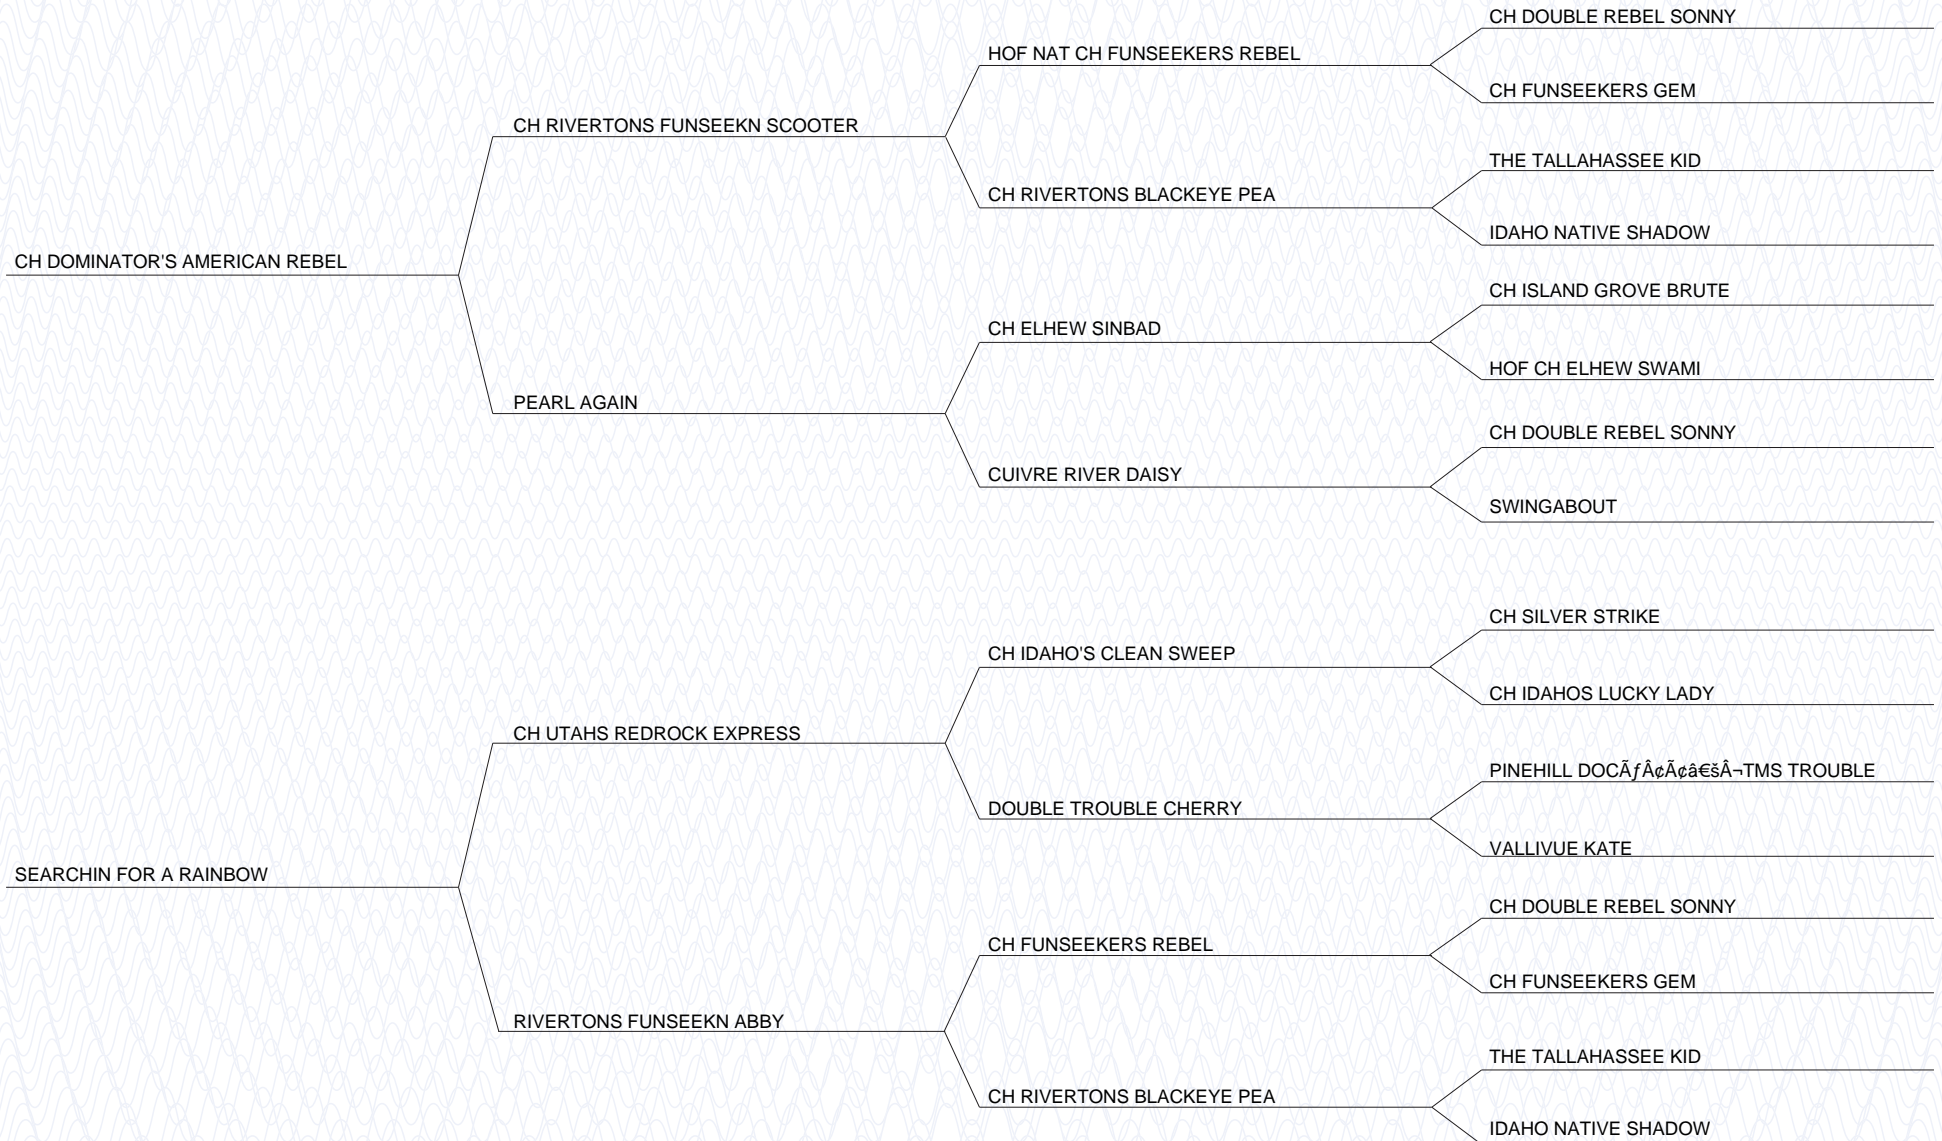 CH DOUBLE REBEL SONNY
HOF NAT CH FUNSEEKERS REBEL
CH FUNSEEKERS GEM
CH RIVERTONS FUNSEEKN SCOOTER
THE TALLAHASSEE KID
CH RIVERTONS BLACKEYE PEA
IDAHO NATIVE SHADOW
CH DOMINATOR'S AMERICAN REBEL
CH ISLAND GROVE BRUTE
CH ELHEW SINBAD
HOF CH ELHEW SWAMI
PEARL AGAIN
CH DOUBLE REBEL SONNY
CUIVRE RIVER DAISY
SWINGABOUT
CH SILVER STRIKE
CH IDAHO'S CLEAN SWEEP
CH IDAHOS LUCKY LADY
CH UTAHS REDROCK EXPRESS
PINEHILL DOCÃƒÂ¢Ã¢â€šÂ¬TMS TROUBLE
DOUBLE TROUBLE CHERRY
VALLIVUE KATE
SEARCHIN FOR A RAINBOW
CH DOUBLE REBEL SONNY
CH FUNSEEKERS REBEL
CH FUNSEEKERS GEM
RIVERTONS FUNSEEKN ABBY
THE TALLAHASSEE KID
CH RIVERTONS BLACKEYE PEA
IDAHO NATIVE SHADOW